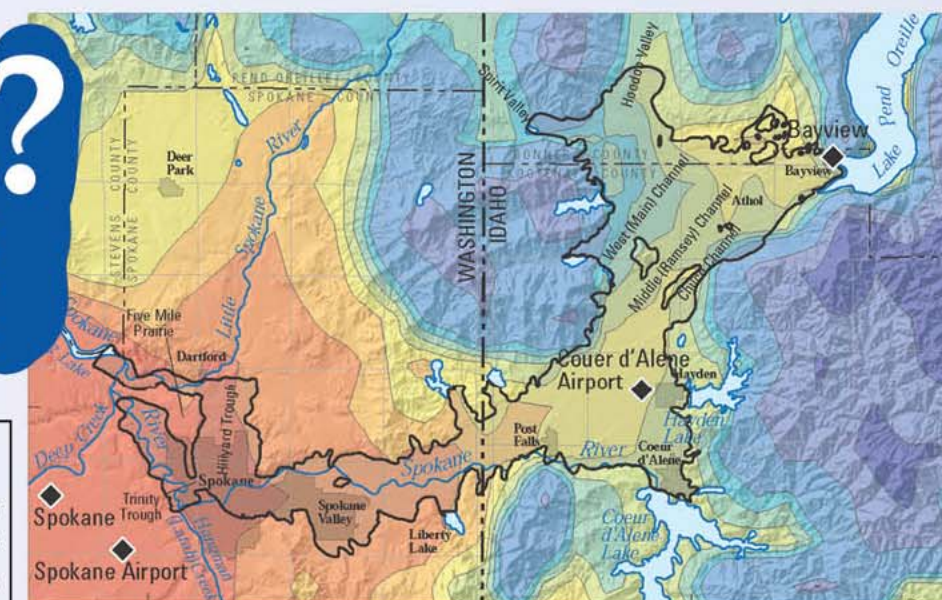 ?
PEND OREILLE COUNTY
SPOKANE COUNTY
STEVENS COUNTY
SPOKANE COUNTY
Deer
Park
Little
Spokane
River
WASHINGTON
IDAHO
Spirit Valley
Hoodoo Valley
BONNER COUNTY
KOOTENAI COUNTY
Bayview
Bayview
Lake
Pend
Oreille
Athol
West (Main) Channel
Middle (Ramsey) Channel
Chilco Channel
Spokane
Lake
Five Mile
Prairie
Dartford
Deep Creek
River
Hillyard Trough
Spokane
Trinity
Trough
Spokane
Spokane Airport
Spokane
Valley
Liberty
Lake
Spokane
River
Post
Falls
Couer d'Alene
Airport
Hayden
Hayden
Lake
Coeur
d'Alene
Coeur
d'Alene
Lake